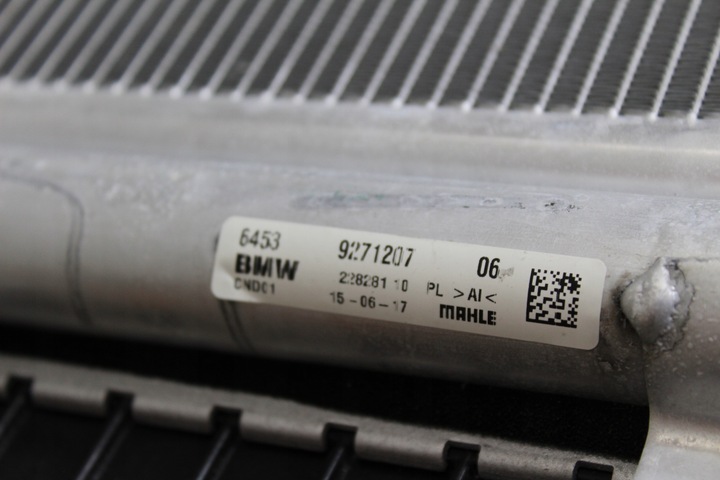 6453 9271207 06
BMW 228281 10 PL >Al<
CND01 15-06-17 MAHLE